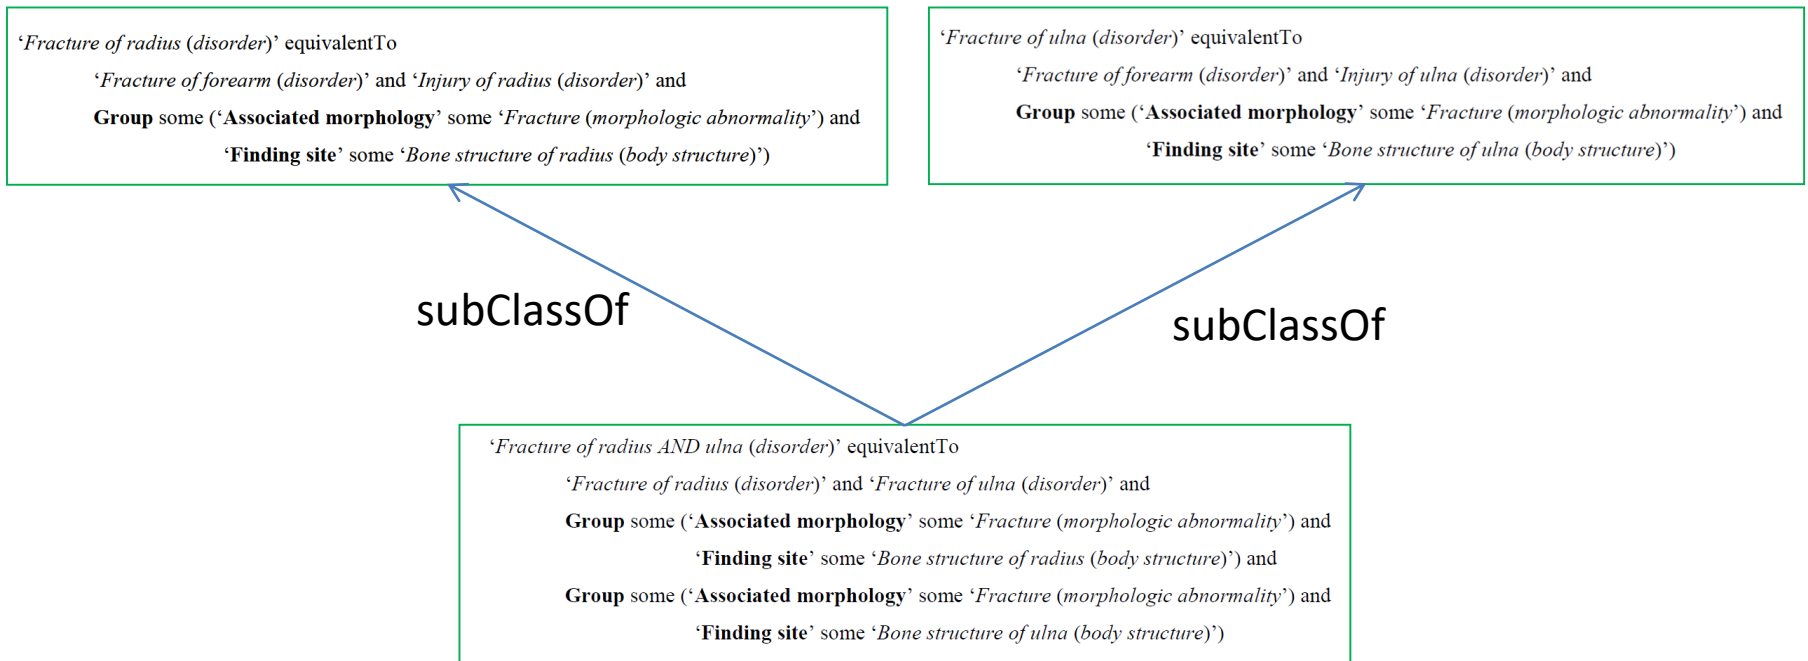 ‘Fracture of radius (disorder)’ equivalentTo
‘Fracture of forearm (disorder)’ and ‘Injury of radius (disorder)’ and
Group some (‘Associated morphology’ some ‘Fracture (morphologic abnormality’) and
‘Finding site’ some ‘Bone structure of radius (body structure)’)
‘Fracture of ulna (disorder)’ equivalentTo
‘Fracture of forearm (disorder)’ and ‘Injury of ulna (disorder)’ and
Group some (‘Associated morphology’ some ‘Fracture (morphologic abnormality’) and
‘Finding site’ some ‘Bone structure of ulna (body structure)’)
subClassOf
subClassOf
‘Fracture of radius AND ulna (disorder)’ equivalentTo
‘Fracture of radius (disorder)’ and ‘Fracture of ulna (disorder)’ and
Group some (‘Associated morphology’ some ‘Fracture (morphologic abnormality’) and
‘Finding site’ some ‘Bone structure of radius (body structure)’) and
Group some (‘Associated morphology’ some ‘Fracture (morphologic abnormality’) and
‘Finding site’ some ‘Bone structure of ulna (body structure)’)